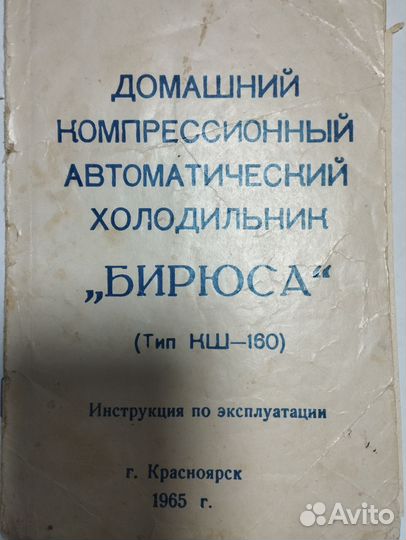 ДОМАШНИЙ
КОМПРЕССИОННЫЙ
АВТОМАТИЧЕСКИЙ
ХОЛОДИЛЬНИК
„БИРЮСА“
(Тип КШ—160)
Инструкция по эксплуатации
г. Красноярск
1965 г.
Avito